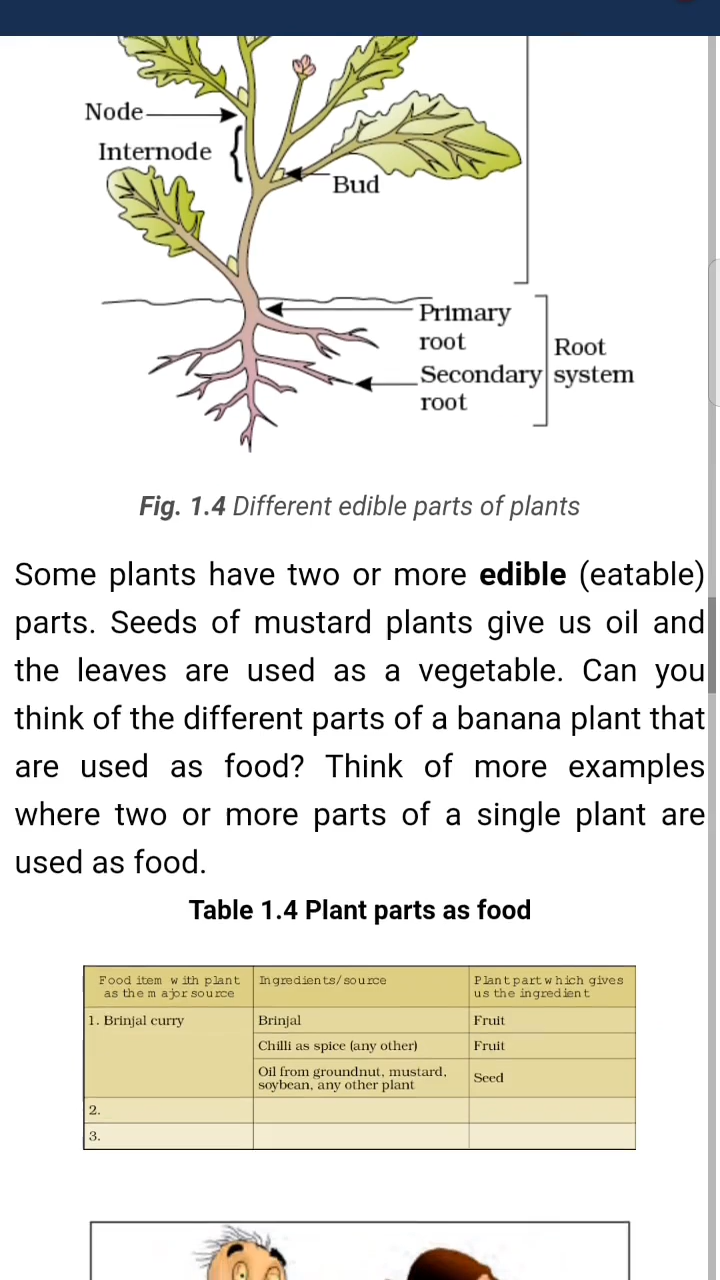 Node
Internode
Bud
Primary
root
Root
Secondary system
root
Fig. 1.4 Different edible parts of plants
Some plants have two or more edible (eatable)
parts. Seeds of mustard plants give us oil and
the leaves are used as a vegetable. Can you
think of the different parts of a banana plant that
are used as food? Think of more examples
where two or more parts of a single plant are
used as food.
Table 1.4 Plant parts as food
Food item with plant Ingredients/source Plant part which gives
as the major source us the ingredient
1. Brinjal curry Brinjal Fruit
Chilli as spice (any other) Fruit
Oil from groundnut, mustard,
soybean, any other plant Seed
2.
3.